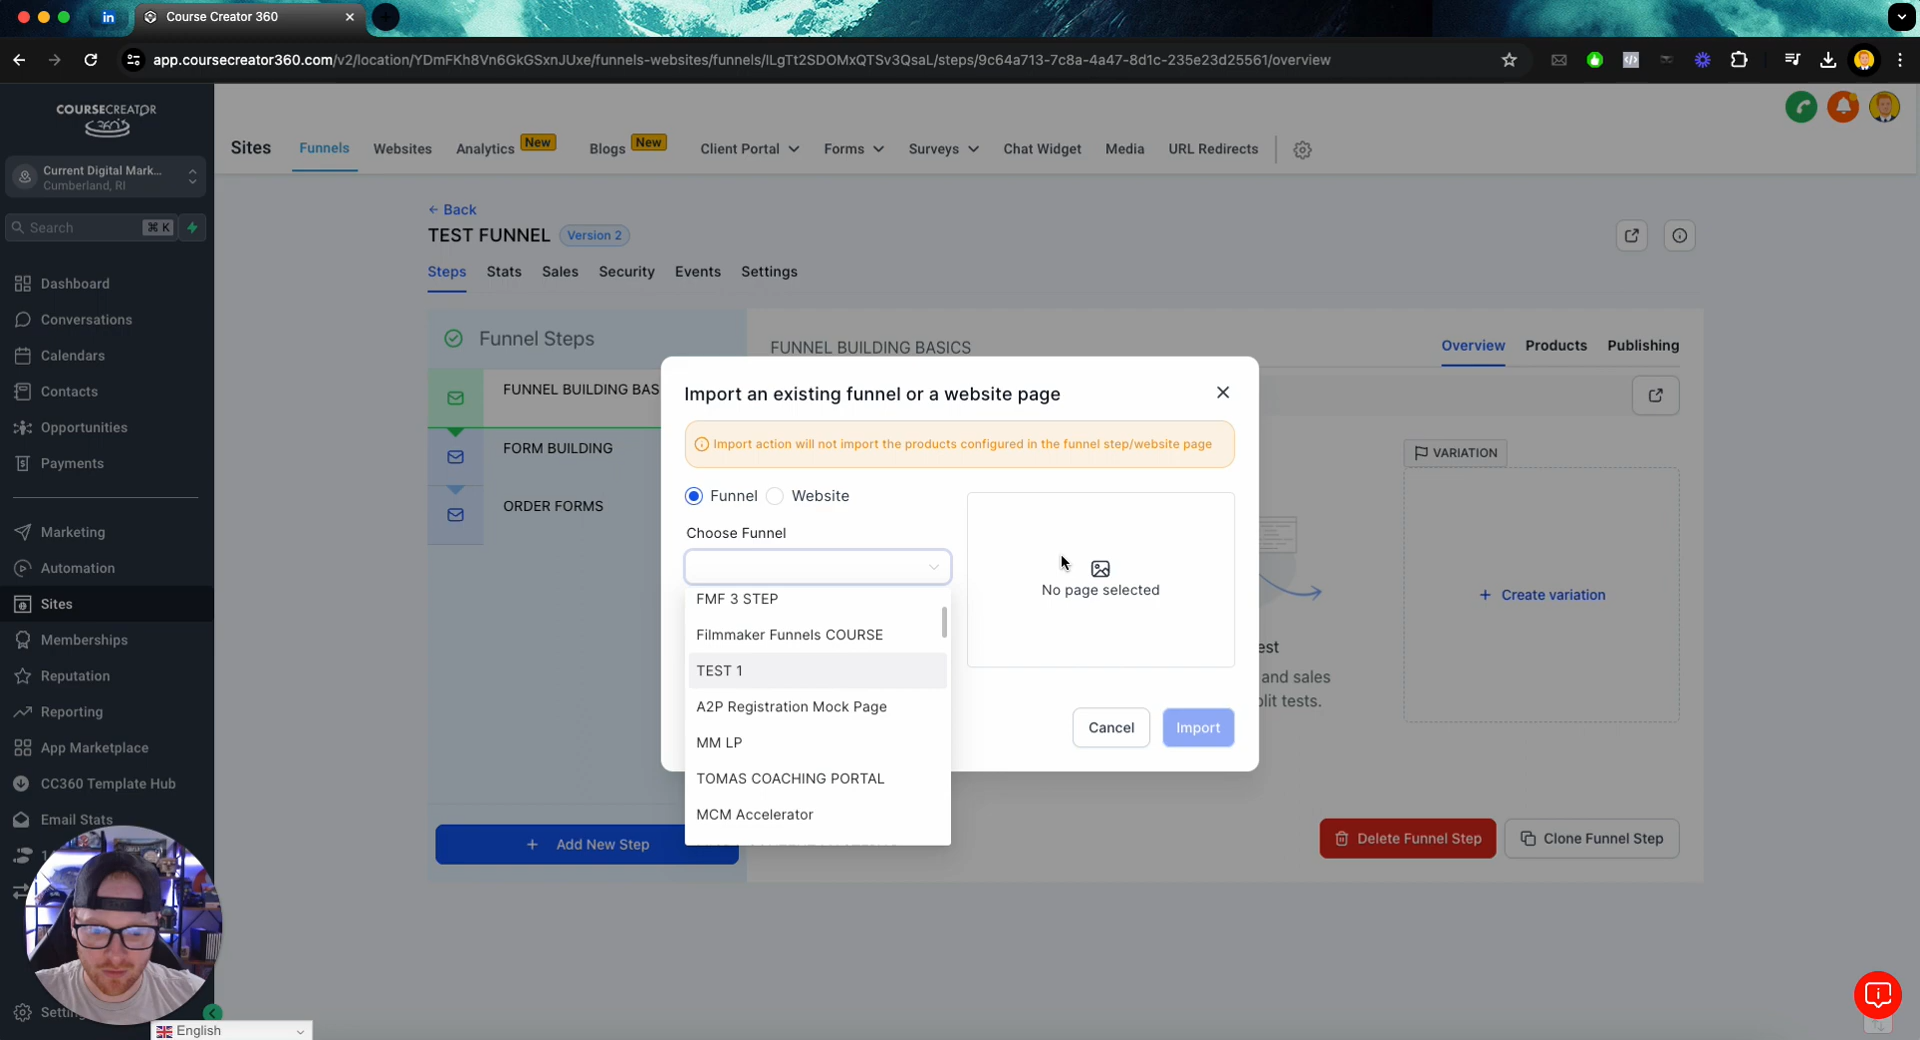 Course Creator 360
app.coursecreator360.com/v2/location/YDmFKh8Vn6GkGSxnJUxe/funnels-websites/funnels/ILgTt2SDOMxQTSv3QsaL/steps/9c64a713-7c8a-4a47-8d1c-235e23d25561/overview
COURSECREATOR
360
Current Digital Mark...
Cumberland, RI
Search ⌘ K
Dashboard
Conversations
Calendars
Contacts
Opportunities
Payments
Marketing
Automation
Sites
Memberships
Reputation
Reporting
App Marketplace
CC360 Template Hub
Email Stats
English
Sites Funnels Websites Analytics New Blogs New Client Portal Forms Surveys Chat Widget Media URL Redirects
← Back
TEST FUNNEL Version 2
Steps Stats Sales Security Events Settings
Funnel Steps
FUNNEL BUILDING BAS
FORM BUILDING
ORDER FORMS
+ Add New Step
FUNNEL BUILDING BASICS
Overview Products Publishing
VARIATION
+ Create variation
est
and sales
lit tests.
Delete Funnel Step
Clone Funnel Step
Import an existing funnel or a website page
Import action will not import the products configured in the funnel step/website page
Funnel Website
Choose Funnel
FMF 3 STEP
Filmmaker Funnels COURSE
TEST 1
A2P Registration Mock Page
MM LP
TOMAS COACHING PORTAL
MCM Accelerator
No page selected
Cancel Import